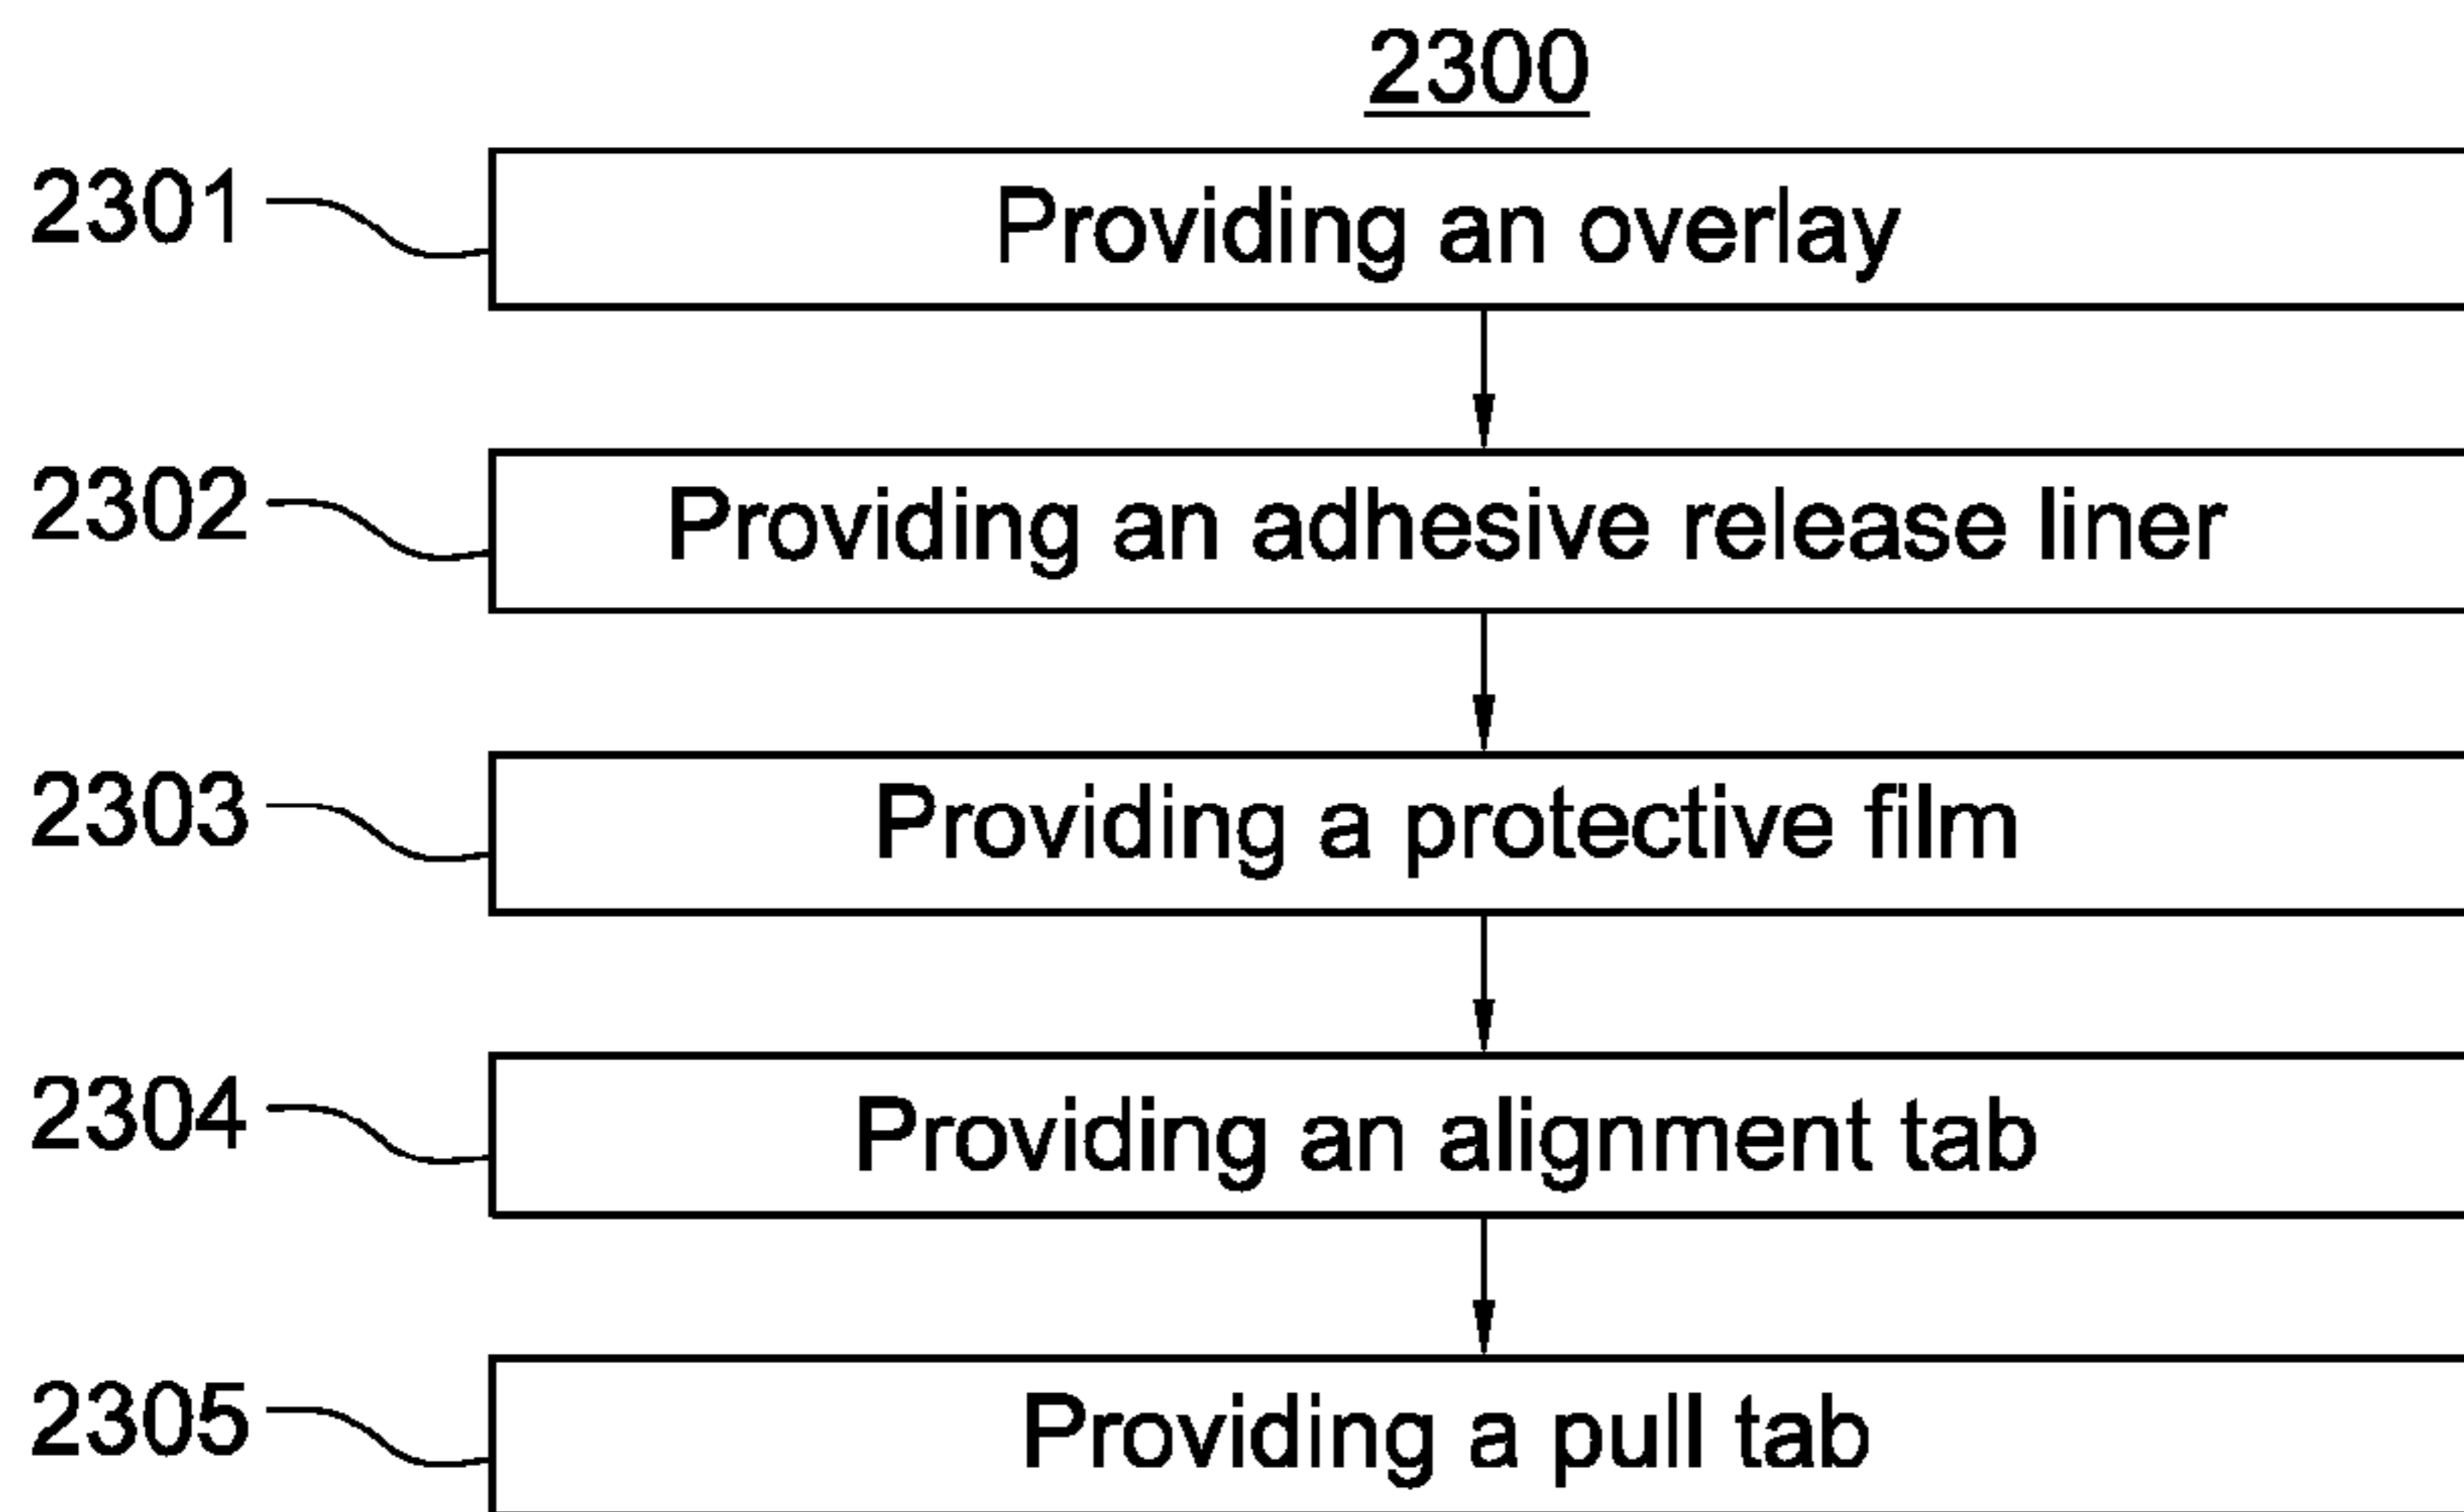 2300
2301 Providing an overlay
2302 Providing an adhesive release liner
2303 Providing a protective film
2304 Providing an alignment tab
2305 Providing a pull tab